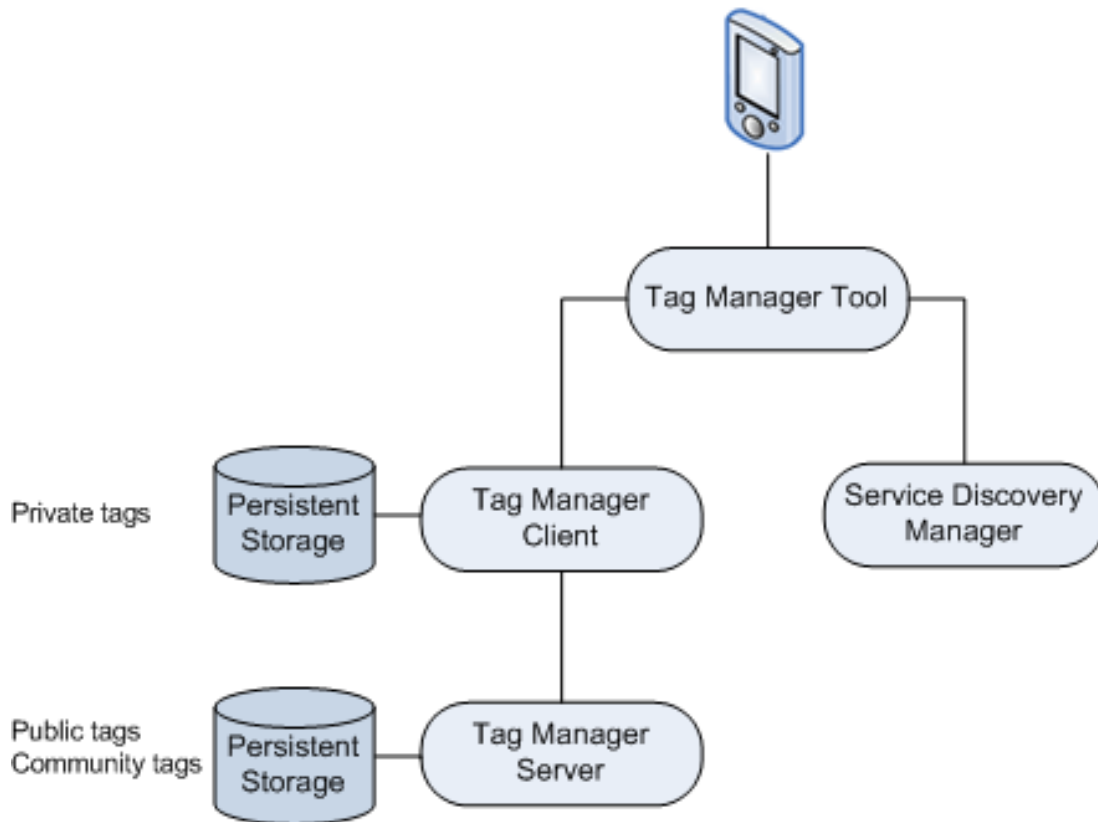 Tag Manager Tool
Private tags
Persistent
Storage
Tag Manager
Client
Service Discovery
Manager
Public tags
Community tags
Persistent
Storage
Tag Manager
Server